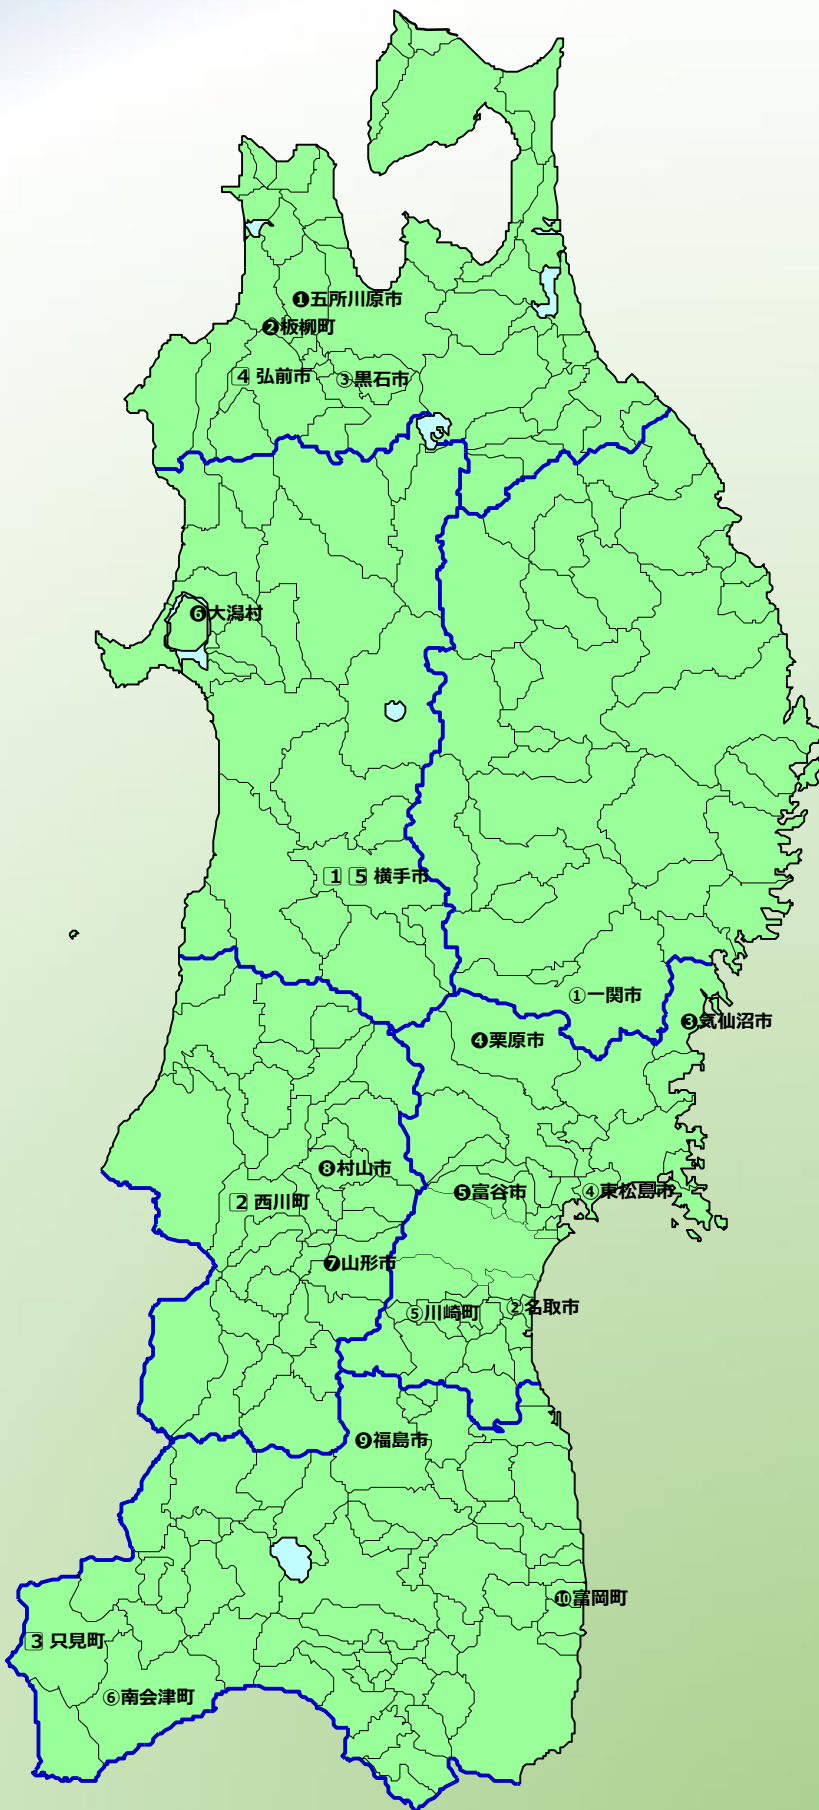 ❶五所川原市
❷板柳町
4 弘前市
③黒石市
❻大潟村
1 5 横手市
①一関市
❸気仙沼市
❹栗原市
❽村山市
❺富谷市
④東松島市
2 西川町
❼山形市
⑤川崎町
②名取市
❾福島市
❿富岡町
3 只見町
⑥南会津町